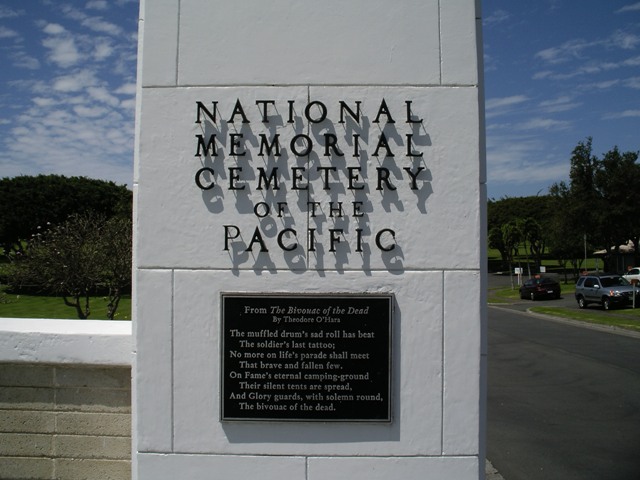 NATIONAL
MEMORIAL
CEMETERY
OF THE
PACIFIC
From The Bivouac of the Dead
By Theodore O'Hara
The muffled drum's sad roll has beat
The soldier's last tattoo;
No more on life's parade shall meet
That brave and fallen few.
On Fame's eternal camping-ground
Their silent tents are spread,
And Glory guards, with solemn round,
The bivouac of the dead.